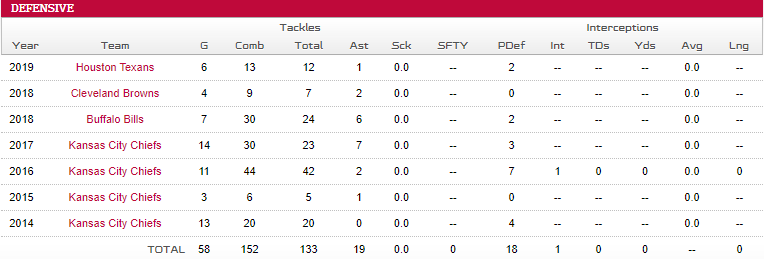 DEFENSIVE
Tackles Interceptions
Year Team G Comb Total Ast Sck SFTY PDef Int TDs Yds Avg Lng
2019 Houston Texans 6 13 12 1 0.0 -- 2 -- -- -- 0.0 --
2018 Cleveland Browns 4 9 7 2 0.0 -- 0 -- -- -- 0.0 --
2018 Buffalo Bills 7 30 24 6 0.0 -- 2 -- -- -- 0.0 --
2017 Kansas City Chiefs 14 30 23 7 0.0 -- 3 -- -- -- 0.0 --
2016 Kansas City Chiefs 11 44 42 2 0.0 -- 7 1 0 0 0.0 0
2015 Kansas City Chiefs 3 6 5 1 0.0 -- 0 -- -- -- 0.0 --
2014 Kansas City Chiefs 13 20 20 0 0.0 -- 4 -- -- -- 0.0 --
TOTAL 58 152 133 19 0.0 0 18 1 0 0 -- 0